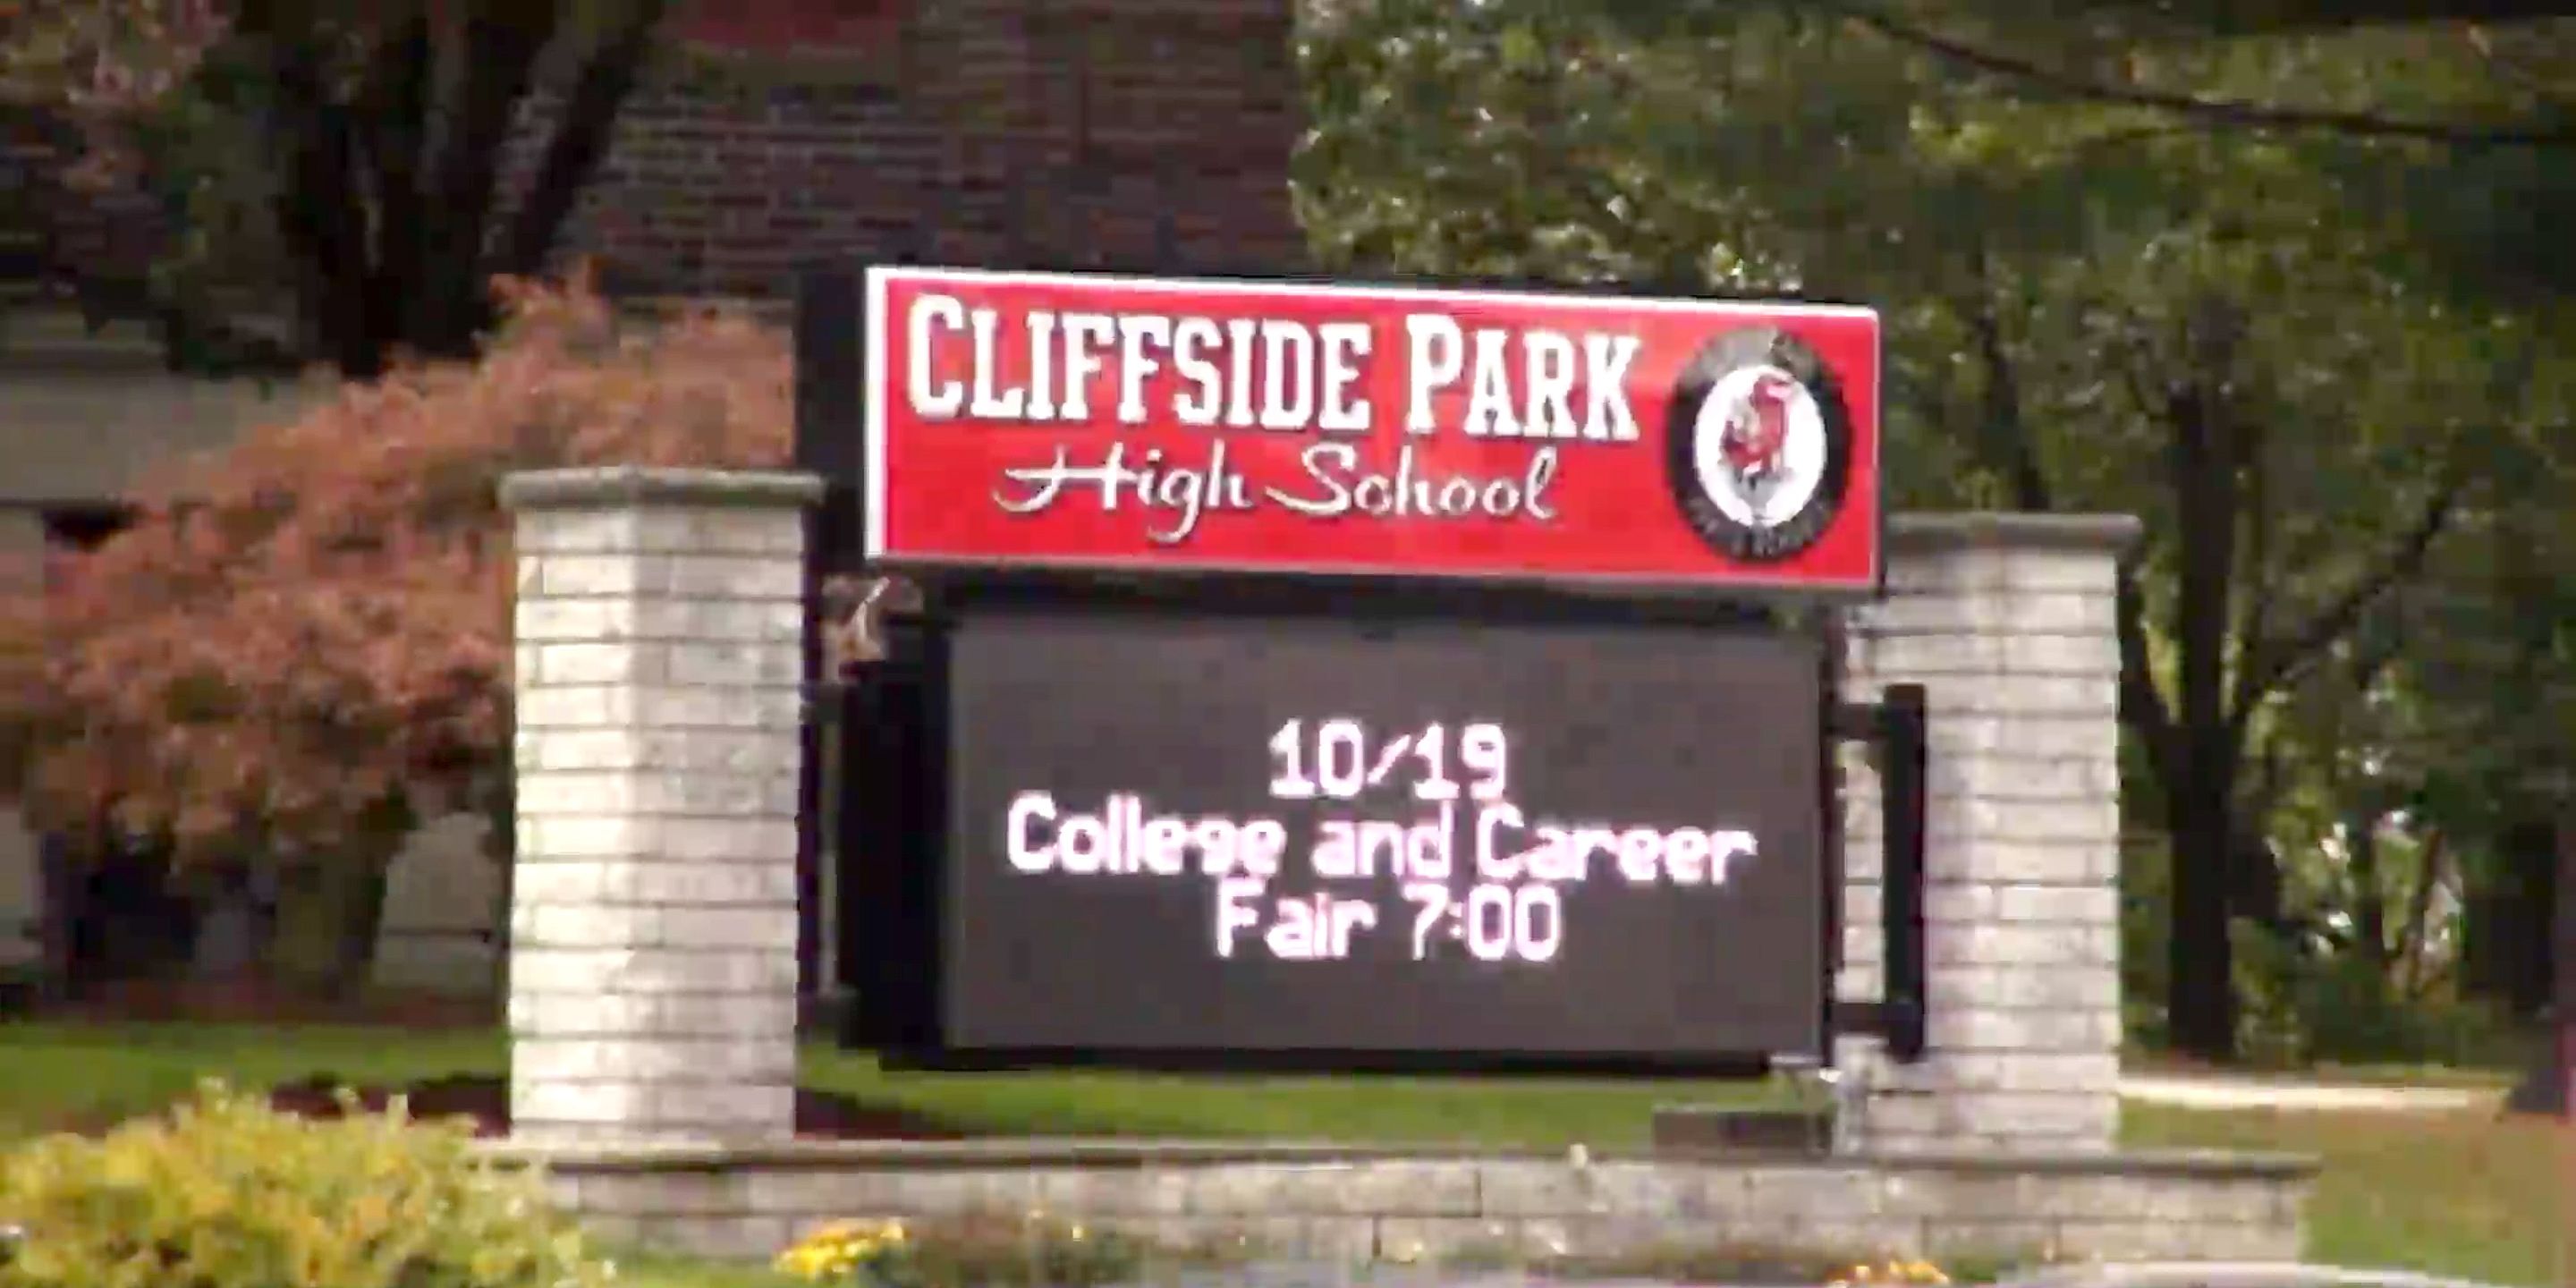 CLIFFSIDE PARK
High School
10/19
College and Career
Fair 7:00